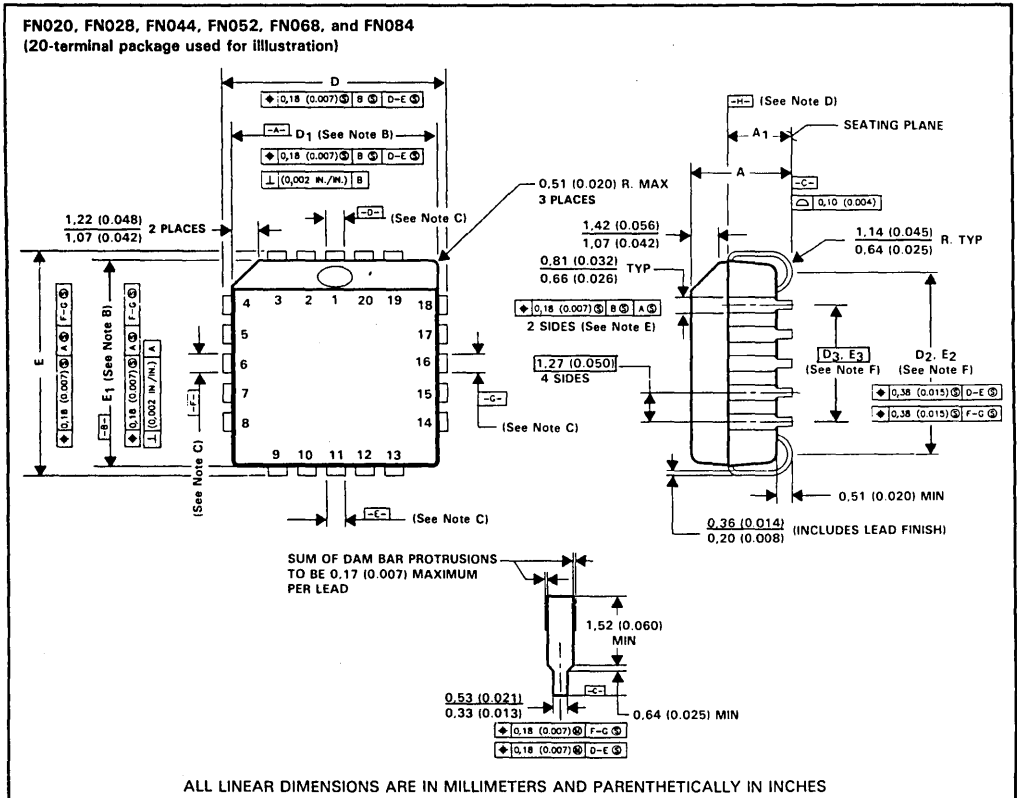 FN020, FN028, FN044, FN052, FN068, and FN084
(20-terminal package used for illlustration)
D
⌖ 0,18 (0.007)Ⓢ B Ⓢ D-E Ⓢ
-A- D1 (See Note B)
⌖ 0,18 (0.007)Ⓢ B Ⓢ D-E Ⓢ
⊥ (0,002 IN./IN.) B
1,22 (0.048)
1,07 (0.042)
2 PLACES
-D- (See Note C)
0,51 (0.020) R. MAX
3 PLACES
4 3 2 1 20 19 18
5 17
6 16
7 15
8 14
9 10 11 12 13
E
⌖ 0,18 (0.007)Ⓢ A Ⓢ F-G Ⓢ
-B- E1 (See Note B)
⌖ 0,18 (0.007)Ⓢ A Ⓢ F-G Ⓢ
⊥ (0,002 IN./IN.) A
-F-
(See Note C)
-G-
(See Note C)
-E- (See Note C)
-H- (See Note D)
A1
SEATING PLANE
A
-C-
⌓ 0,10 (0.004)
1,42 (0.056)
1,07 (0.042)
1,14 (0.045)
0,64 (0.025)
R. TYP
0,81 (0.032)
0,66 (0.026)
TYP
⌖ 0,18 (0.007)Ⓢ B Ⓢ A Ⓢ
2 SIDES (See Note E)
1,27 (0.050)
4 SIDES
D3, E3
(See Note F)
D2, E2
(See Note F)
⌖ 0,38 (0.015)Ⓢ D-E Ⓢ
⌖ 0,38 (0.015)Ⓢ F-G Ⓢ
0,51 (0.020) MIN
0,36 (0.014)
0,20 (0.008)
(INCLUDES LEAD FINISH)
SUM OF DAM BAR PROTRUSIONS
TO BE 0,17 (0.007) MAXIMUM
PER LEAD
1,52 (0.060)
MIN
-C-
0,53 (0.021)
0,33 (0.013)
0,64 (0.025) MIN
⌖ 0,18 (0.007)Ⓜ F-G Ⓢ
⌖ 0,18 (0.007)Ⓜ D-E Ⓢ
ALL LINEAR DIMENSIONS ARE IN MILLIMETERS AND PARENTHETICALLY IN INCHES